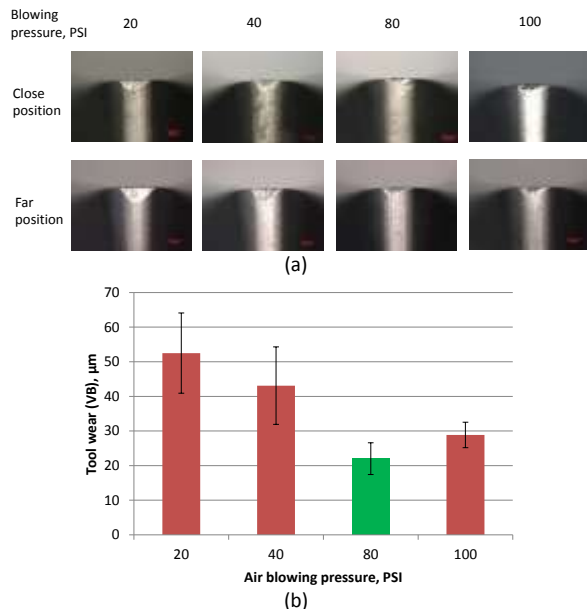 Blowing
pressure, PSI 20 40 80 100
Close
position
Far
position
(a)
70
60
50
40
30
20
10
0
Tool wear (VB), µm
20 40 80 100
Air blowing pressure, PSI
(b)